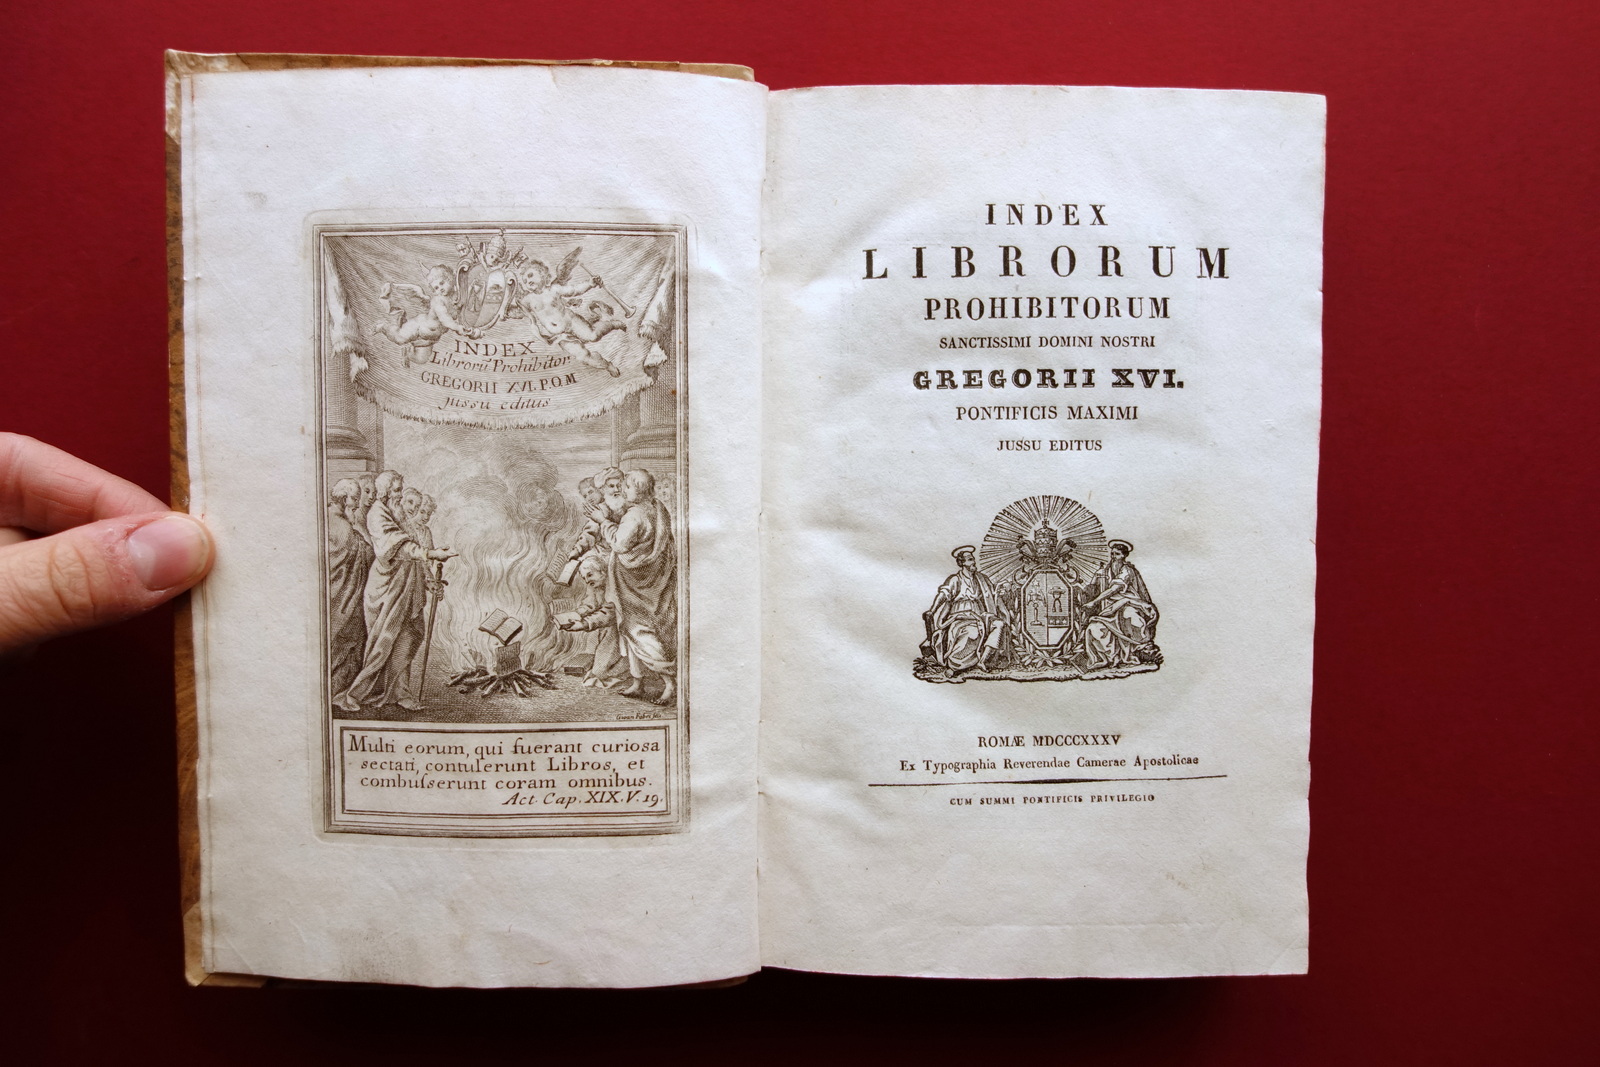 INDEX
Librorū Prohibitor.
GREGORII XVI. P.O.M
jussu editus
Multi eorum, qui fuerant curiosa
sectati, contulerunt Libros, et
combuſserunt coram omnibus.
Act. Cap. XIX. V. 19.
INDEX
LIBRORUM
PROHIBITORUM
SANCTISSIMI DOMINI NOSTRI
GREGORII XVI.
PONTIFICIS MAXIMI
JUSSU EDITUS
ROMÆ MDCCCXXXV
Ex Typographia Reverendae Camerae Apostolicae
CUM SUMMI PONTIFICIS PRIVILEGIO